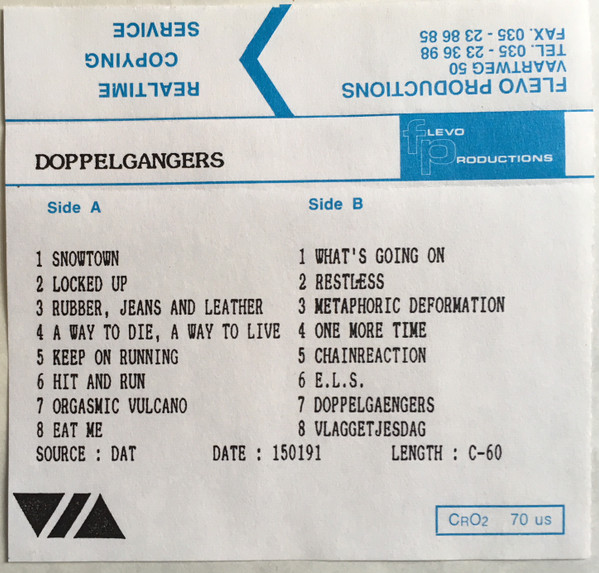 FLEVO PRODUCTIONS
VAARTWEG 50
TEL. 035 - 23 36 98
FAX. 035 - 23 86 85
REALTIME
COPYING
SERVICE
DOPPELGANGERS
FLEVO
PRODUCTIONS
Side A
1 SNOWTOWN
2 LOCKED UP
3 RUBBER, JEANS AND LEATHER
4 A WAY TO DIE, A WAY TO LIVE
5 KEEP ON RUNNING
6 HIT AND RUN
7 ORGASMIC VULCANO
8 EAT ME
Side B
1 WHAT'S GOING ON
2 RESTLESS
3 METAPHORIC DEFORMATION
4 ONE MORE TIME
5 CHAINREACTION
6 E.L.S.
7 DOPPELGAENGERS
8 VLAGGETJESDAG
SOURCE : DAT DATE : 150191 LENGTH : C-60
VIA
CRO2 70 us